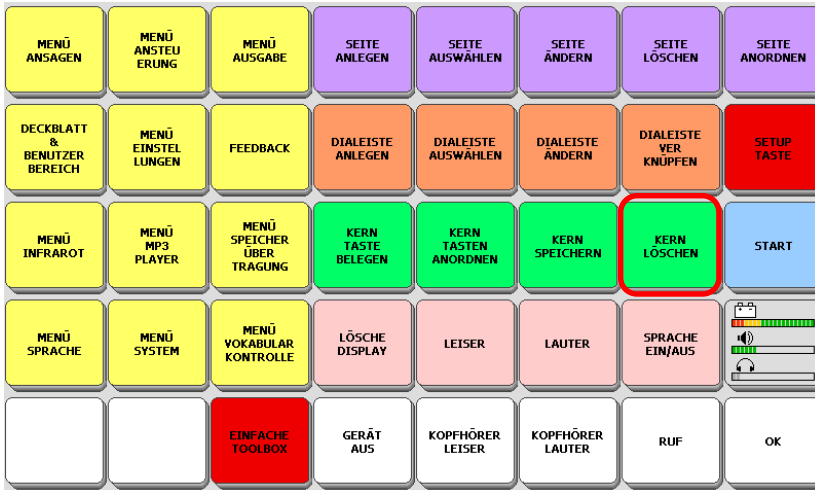 MENÜ
ANSAGEN
MENÜ
ANSTEU
ERUNG
MENÜ
AUSGABE
SEITE
ANLEGEN
SEITE
AUSWÄHLEN
SEITE
ÄNDERN
SEITE
LÖSCHEN
SEITE
ANORDNEN
DECKBLATT
&
BENUTZER
BEREICH
MENÜ
EINSTEL
LUNGEN
FEEDBACK
DIALEISTE
ANLEGEN
DIALEISTE
AUSWÄHLEN
DIALEISTE
ÄNDERN
DIALEISTE
VER
KNÜPFEN
SETUP
TASTE
MENÜ
INFRAROT
MENÜ
MP3
PLAYER
MENÜ
SPEICHER
ÜBER
TRAGUNG
KERN
TASTE
BELEGEN
KERN
TASTEN
ANORDNEN
KERN
SPEICHERN
KERN
LÖSCHEN
START
MENÜ
SPRACHE
MENÜ
SYSTEM
MENÜ
VOKABULAR
KONTROLLE
LÖSCHE
DISPLAY
LEISER
LAUTER
SPRACHE
EIN/AUS
EINFACHE
TOOLBOX
GERÄT
AUS
KOPFHÖRER
LEISER
KOPFHÖRER
LAUTER
RUF
OK